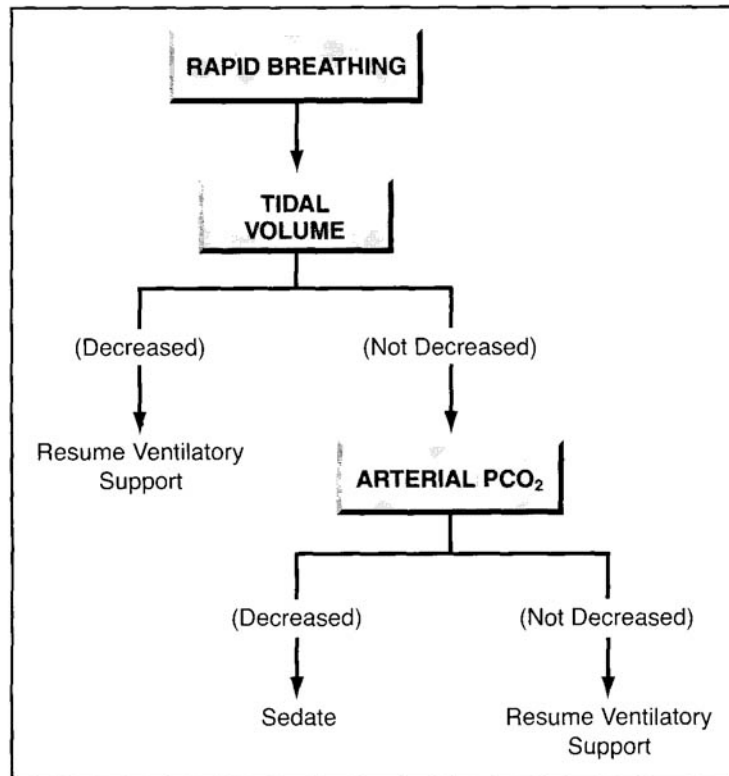 RAPID BREATHING
TIDAL
VOLUME
(Decreased)
(Not Decreased)
Resume Ventilatory
Support
ARTERIAL PCO₂
(Decreased)
(Not Decreased)
Sedate
Resume Ventilatory
Support